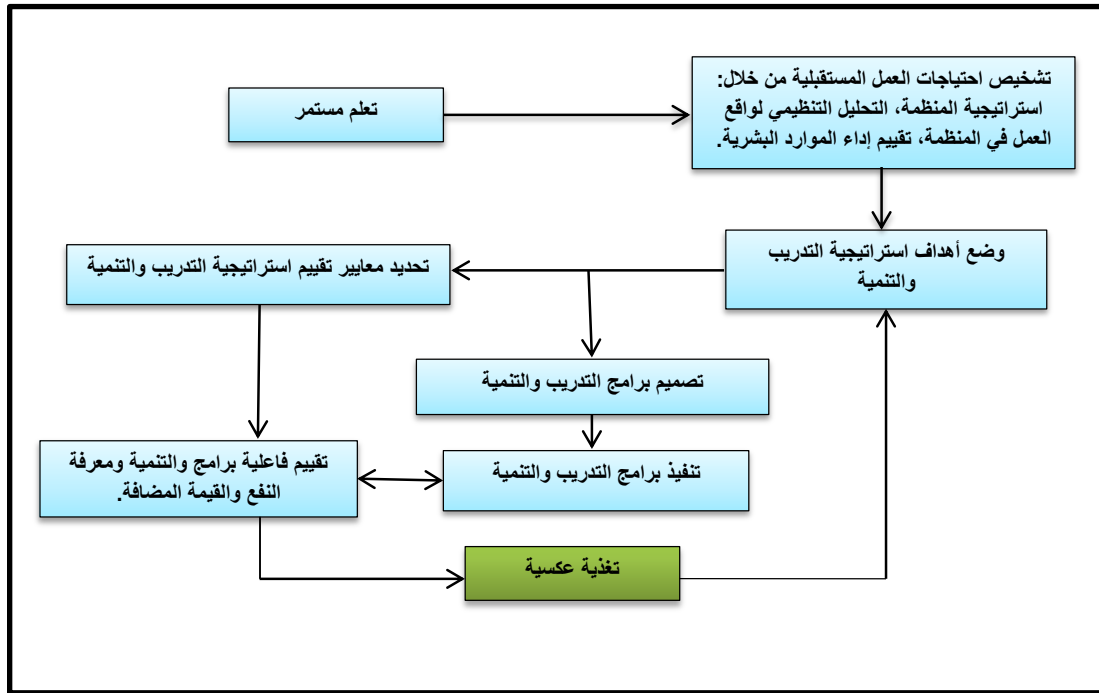 تشخيص احتياجات العمل المستقبلية من خلال:
استراتيجية المنظمة، التحليل التنظيمي لواقع
العمل في المنظمة، تقييم إداء الموارد البشرية.
تعلم مستمر
وضع أهداف استراتيجية التدريب
والتنمية
تحديد معايير تقييم استراتيجية التدريب والتنمية
تصميم برامج التدريب والتنمية
تقييم فاعلية برامج والتنمية ومعرفة
النفع والقيمة المضافة.
تنفيذ برامج التدريب والتنمية
تغذية عكسية